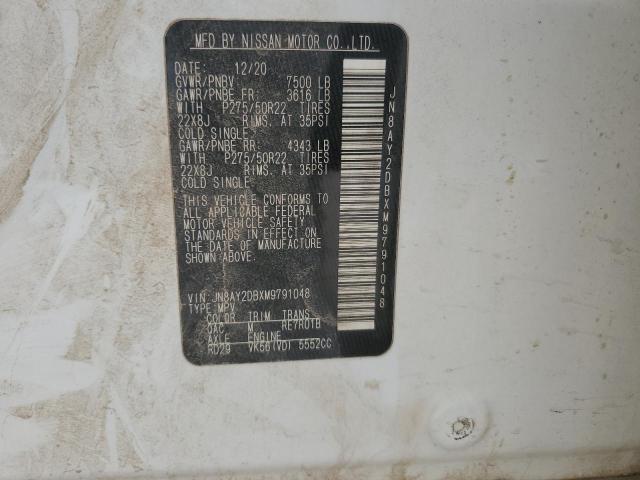 MFD BY NISSAN MOTOR CO.,LTD.
DATE: 12/20
GVWR/PNBV 7500 LB
GAWR/PNBE FR: 3616 LB
WITH P275/50R22 TIRES
22X8J RIMS, AT 35PSI
COLD SINGLE.
GAWR/PNBE RR: 4343 LB
WITH P275/50R22 TIRES
22X8J RIMS, AT 35PSI
COLD SINGLE.
THIS VEHICLE CONFORMS TO
ALL APPLICABLE FEDERAL
MOTOR VEHICLE SAFETY
STANDARDS IN EFFECT ON
THE DATE OF MANUFACTURE
SHOWN ABOVE.
VIN: JN8AY2DBXM9791048
TYPE: MPV
COLOR TRIM TRANS
QAC M RE7R01B
AXLE ENGINE
RD29 VK56(VD) 5552CC
JN8AY2DBXM9791048